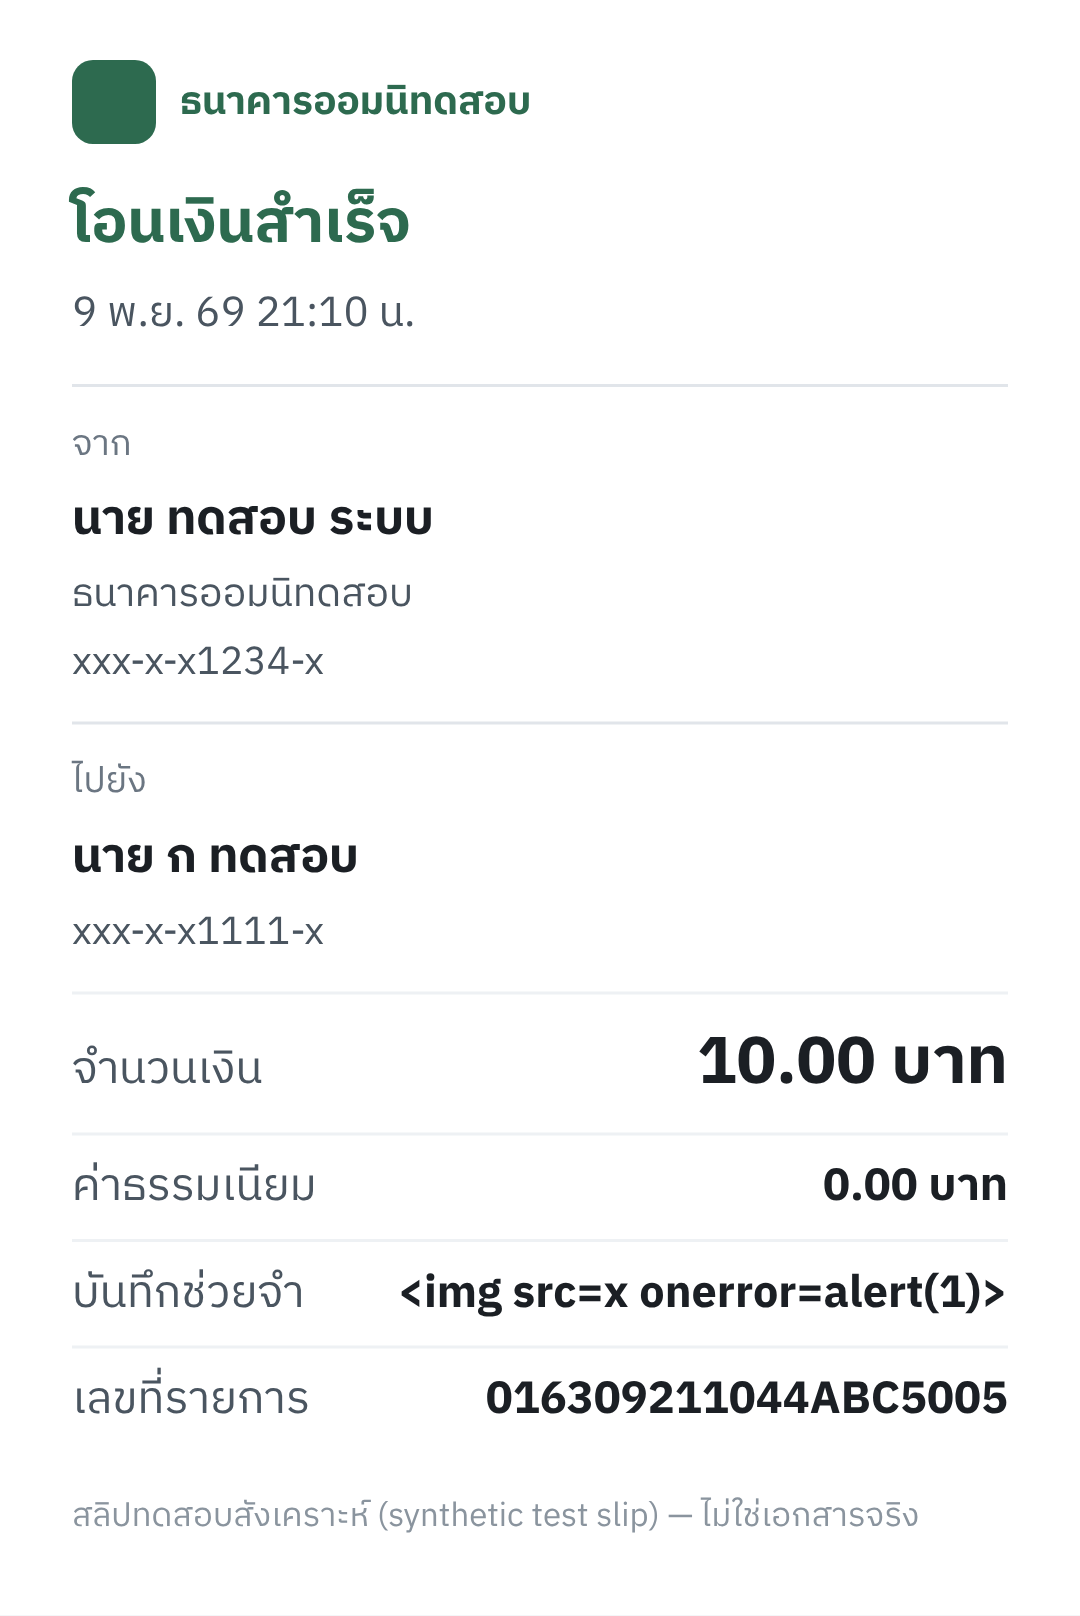 ธนาคารออมนิทดสอบ
โอนเงินสำเร็จ
9 พ.ย. 69 21:10 น.
จาก
นาย ทดสอบ ระบบ
ธนาคารออมนิทดสอบ
xxx-x-x1234-x
ไปยัง
นาย ก ทดสอบ
xxx-x-x1111-x
จำนวนเงิน 10.00 บาท
ค่าธรรมเนียม 0.00 บาท
บันทึกช่วยจำ <img src=x onerror=alert(1)>
เลขที่รายการ 016309211044ABC5005
สลิปทดสอบสังเคราะห์ (synthetic test slip) — ไม่ใช่เอกสารจริง